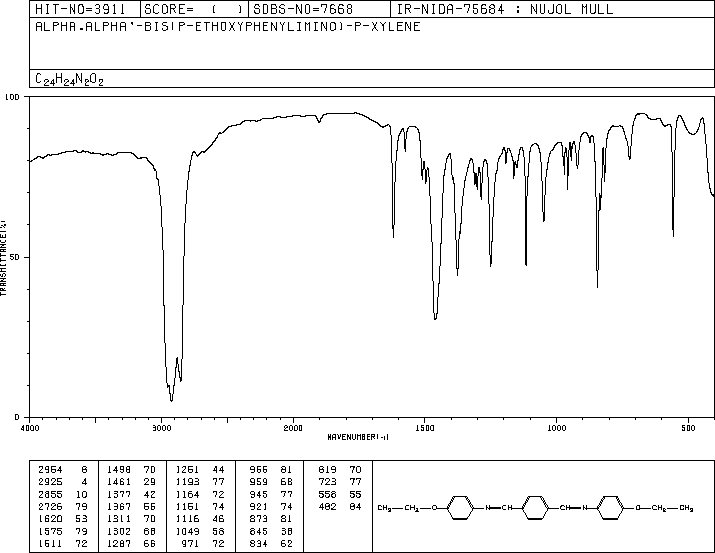 HIT-NO=3911 SCORE= ( ) SDBS-NO=7668 IR-NIDA-75684 : NUJOL MULL
ALPHA,ALPHA'-BIS(P-ETHOXYPHENYLIMINO)-P-XYLENE
C24H24N2O2
100
50
0
TRANSMITTANCE(%)
4000 3000 2000 1500 1000 500
WAVENUMBER(-1)
2964 8 1498 70 1251 44 966 81 819 70
2925 4 1461 29 1193 77 959 68 723 77
2855 10 1377 42 1164 72 945 77 558 55
2726 79 1367 66 1151 74 921 74 402 84
1620 53 1311 70 1116 46 873 81
1575 79 1302 68 1049 58 845 38
1511 72 1287 66 971 72 834 62
CH3—CH2—O N=CH CH=N O—CH2—CH3